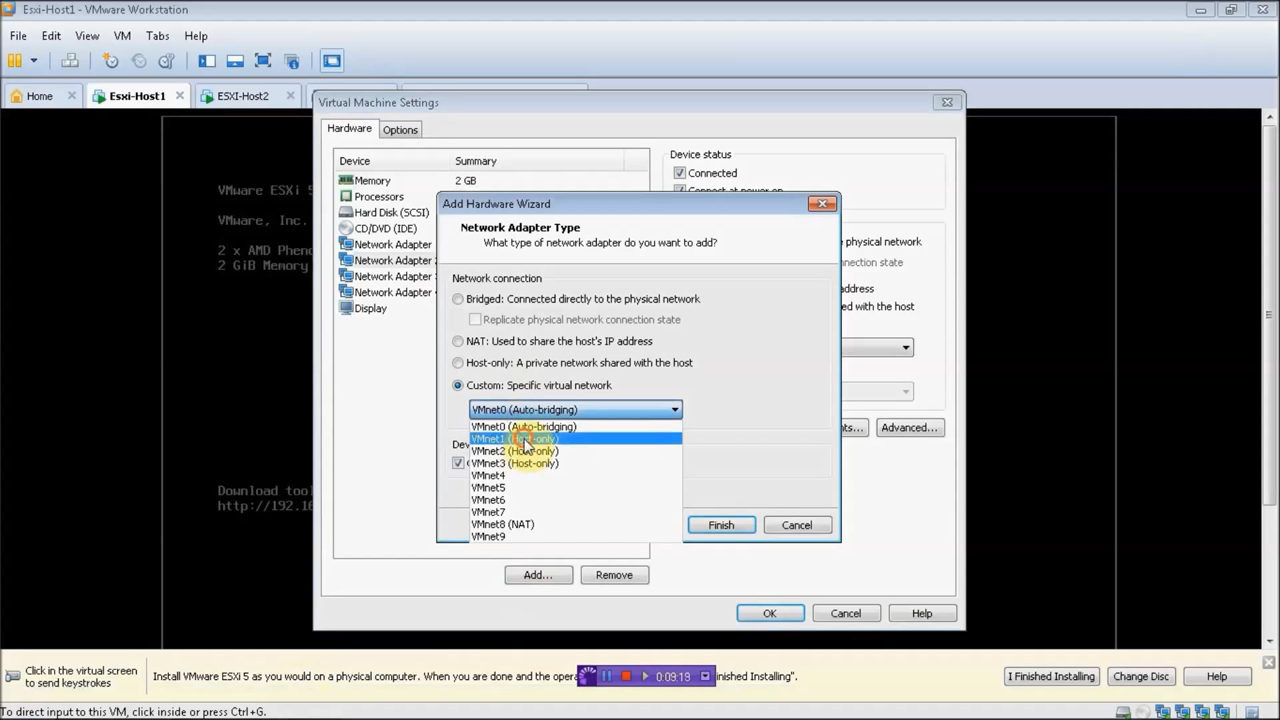 Esxi-Host1 - VMware Workstation
File Edit View VM Tabs Help
Home Esxi-Host1 ESXI-Host2
Virtual Machine Settings
Hardware Options
Device Summary
Memory 2 GB
Processors
Hard Disk (SCSI)
CD/DVD (IDE)
Network Adapter
Network Adapter
Network Adapter
Network Adapter
Display
Device status
Connected
Connect at power on
VMware ESXi 5
VMware, Inc.
2 x AMD Pheno
2 GiB Memory
Download tool
http://192.16
Add Hardware Wizard
Network Adapter Type
What type of network adapter do you want to add?
Network connection
Bridged: Connected directly to the physical network
Replicate physical network connection state
NAT: Used to share the host's IP address
Host-only: A private network shared with the host
Custom: Specific virtual network
VMnet0 (Auto-bridging)
VMnet0 (Auto-bridging)
VMnet1 (Host-only)
VMnet2 (Host-only)
VMnet3 (Host-only)
VMnet4
VMnet5
VMnet6
VMnet7
VMnet8 (NAT)
VMnet9
Finish Cancel
e physical network
nection state
address
ed with the host
nts... Advanced...
Add... Remove
OK Cancel Help
Click in the virtual screen
to send keystrokes
Install VMware ESXi 5 as you would on a physical computer. When you are done and the opera
0:09:19
inished Installing".
I Finished Installing Change Disc Help
To direct input to this VM, click inside or press Ctrl+G.